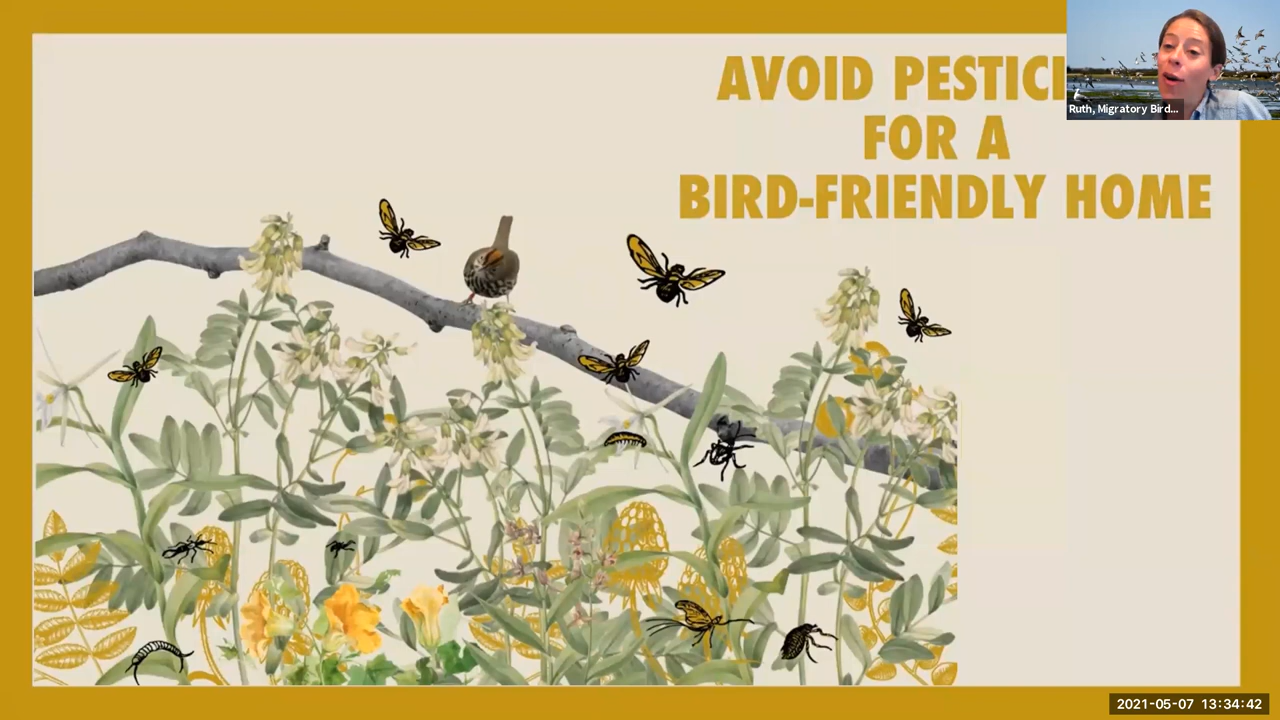 AVOID PESTICI
FOR A
BIRD-FRIENDLY HOME
Ruth, Migratory Bird...
2021-05-07 13:34:42